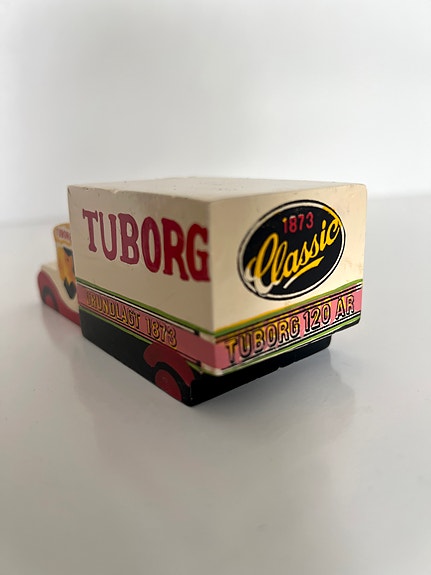 TUBORG
GRUNDLAGT 1873
1873
Classic
TUBORG 120 ÅR